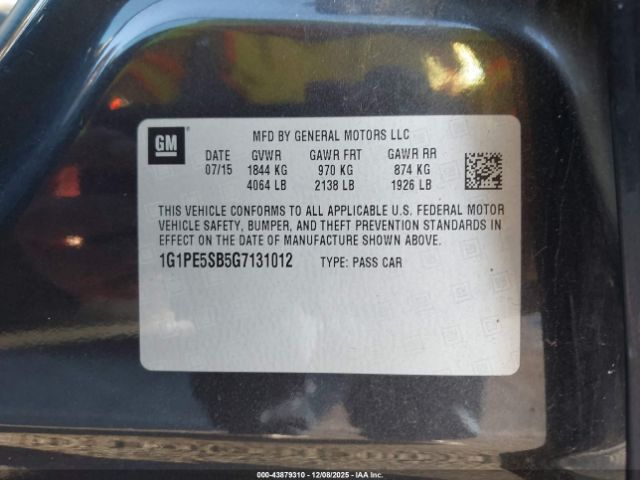 GM
MFD BY GENERAL MOTORS LLC
DATE GVWR GAWR FRT GAWR RR
07/15 1844 KG 970 KG 874 KG
4064 LB 2138 LB 1926 LB
THIS VEHICLE CONFORMS TO ALL APPLICABLE U.S. FEDERAL MOTOR
VEHICLE SAFETY, BUMPER, AND THEFT PREVENTION STANDARDS IN
EFFECT ON THE DATE OF MANUFACTURE SHOWN ABOVE.
1G1PE5SB5G7131012 TYPE: PASS CAR
000-43879310 - 12/08/2025 - IAA Inc.